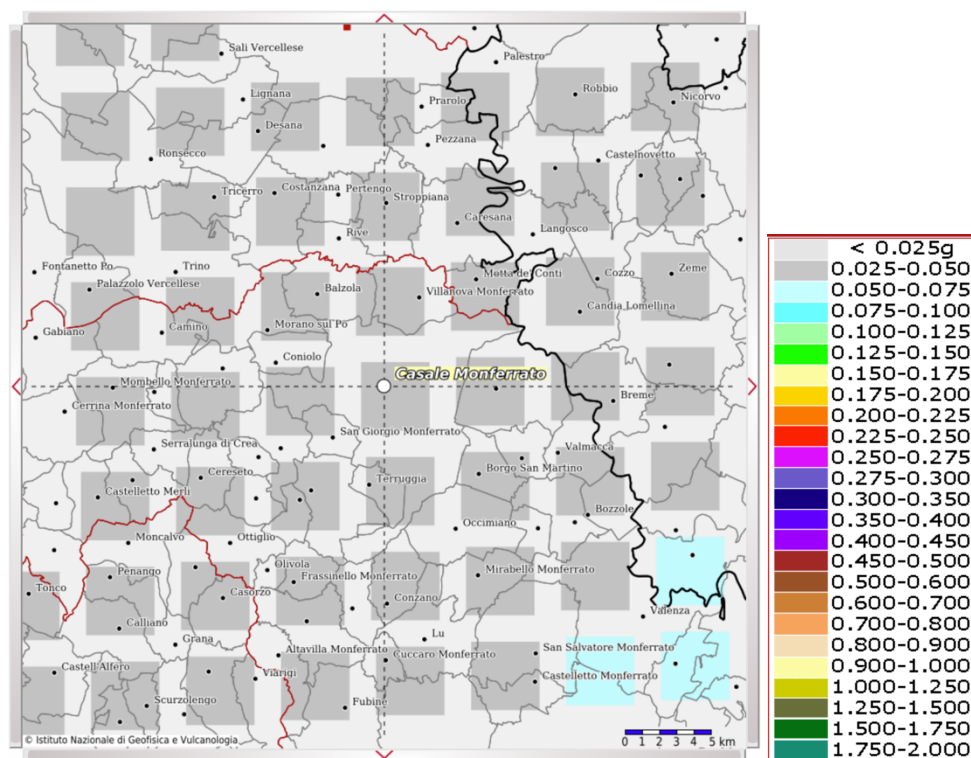 Sali Vercellese
Palestro
Lignana
Prarolo
Robbio
Nicorvo
Desana
Pezzana
Ronsecco
Castelnovetto
Tricerro
Costanzana
Pertengo
Stroppiana
Caresana
Rive
Langosco
Fontanetto Po
Trino
Motta de' Conti
Cozzo
Zeme
Palazzolo Vercellese
Balzola
Villanova Monferrato
Candia Lomellina
Gabiano
Camino
Morano sul Po
Coniolo
Casale Monferrato
Mombello Monferrato
Breme
Cerrina Monferrato
San Giorgio Monferrato
Serralunga di Crea
Valmacca
Cereseto
Terruggia
Borgo San Martino
Castelletto Merli
Bozzole
Occimiano
Moncalvo
Ottiglio
Penango
Olivola
Frassinello Monferrato
Mirabello Monferrato
Tonco
Casorzo
Conzano
Valenza
Calliano
Grana
Lu
Altavilla Monferrato
Cuccaro Monferrato
San Salvatore Monferrato
Castell'Alfero
Viarigi
Castelletto Monferrato
Scurzolengo
Fubine
© Istituto Nazionale di Geofisica e Vulcanologia
0 1 2 3 4 5 km
< 0.025g
0.025-0.050
0.050-0.075
0.075-0.100
0.100-0.125
0.125-0.150
0.150-0.175
0.175-0.200
0.200-0.225
0.225-0.250
0.250-0.275
0.275-0.300
0.300-0.350
0.350-0.400
0.400-0.450
0.450-0.500
0.500-0.600
0.600-0.700
0.700-0.800
0.800-0.900
0.900-1.000
1.000-1.250
1.250-1.500
1.500-1.750
1.750-2.000